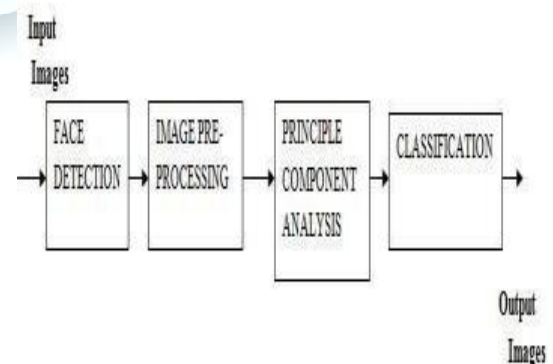 Input
Images
FACE
DETECTION
IMAGE PRE-
PROCESSING
PRINCIPLE
COMPONENT
ANALYSIS
CLASSIFICATION
Output
Images